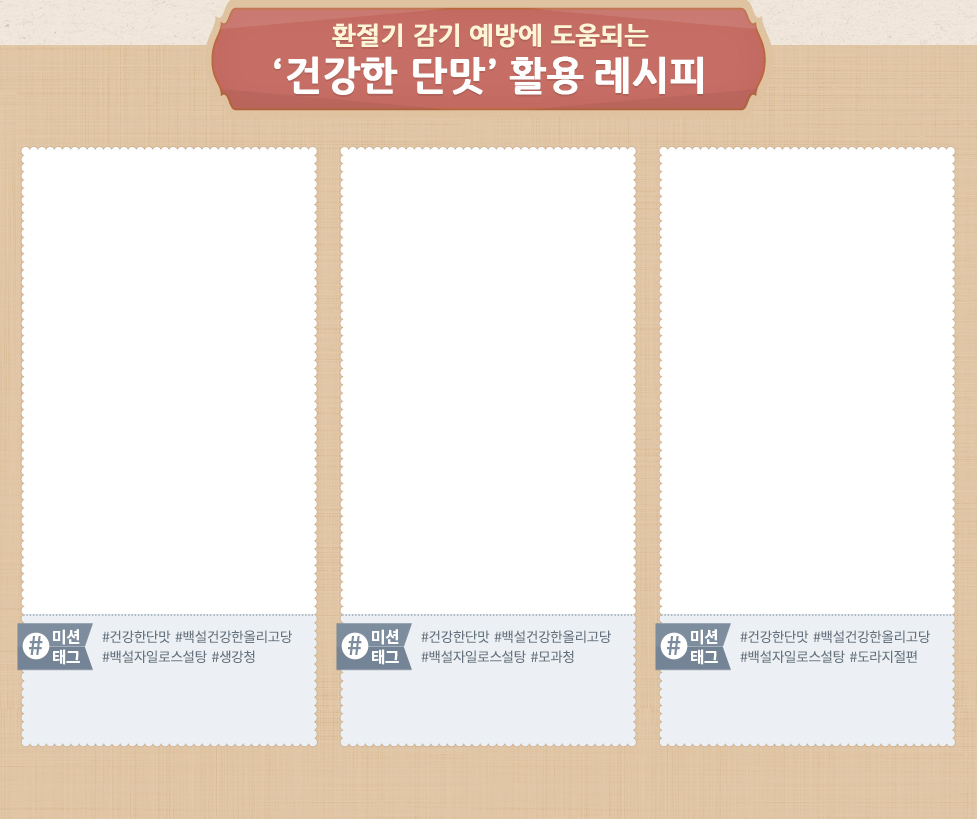 환절기 감기 예방에 도움되는
‘건강한 단맛’ 활용 레시피
# 미션
태그
#건강한단맛 #백설건강한올리고당
#백설자일로스설탕 #생강청
# 미션
태그
#건강한단맛 #백설건강한올리고당
#백설자일로스설탕 #모과청
# 미션
태그
#건강한단맛 #백설건강한올리고당
#백설자일로스설탕 #도라지절편